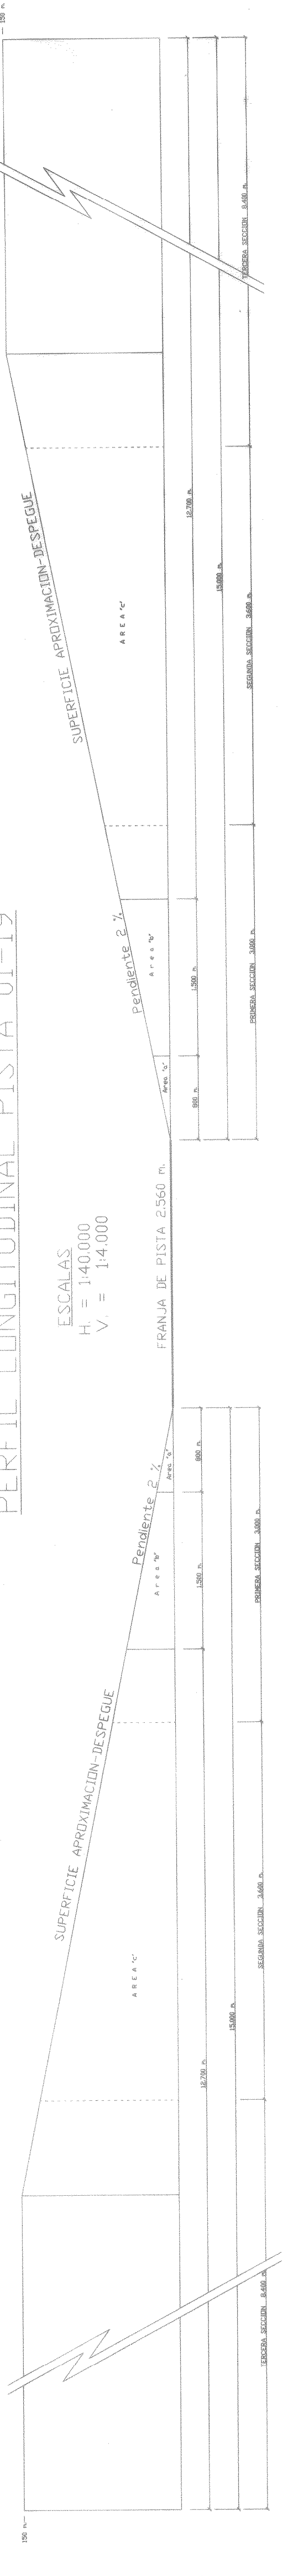 PERFIL LONGITUDINAL PISTA 01-19
ESCALAS
H. = 1:40.000
V. = 1:4.000
150 m.
150 m.
SUPERFICIE APROXIMACION-DESPEGUE
SUPERFICIE APROXIMACION-DESPEGUE
Pendiente 2 %
Pendiente 2 %
AREA "C"
Area "b"
Area "a"
FRANJA DE PISTA 2.560 m.
Area "a"
Area "b"
AREA "C"
12.700 m.
1.500 m.
800 m.
800 m.
1.500 m.
12.700 m.
15.000 m.
15.000 m.
TERCERA SECCION 8.400 m.
SEGUNDA SECCION 3.600 m.
PRIMERA SECCION 3.000 m.
PRIMERA SECCION 3.000 m.
SEGUNDA SECCION 3.600 m.
TERCERA SECCION 8.400 m.